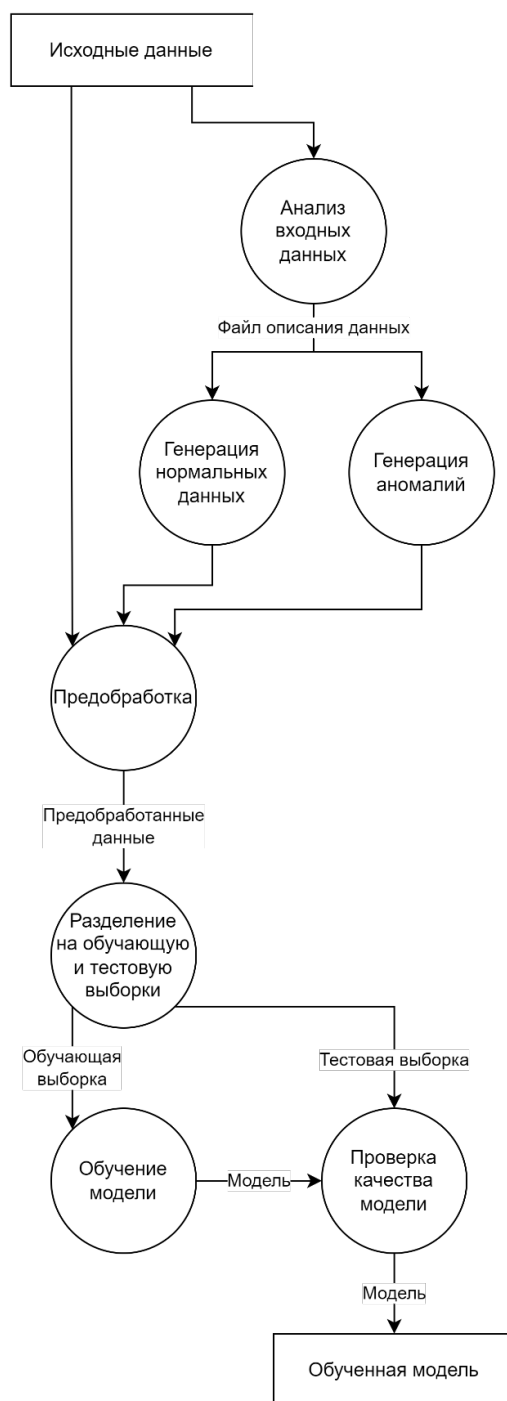 Исходные данные
Анализ
входных
данных
Файл описания данных
Генерация
нормальных
данных
Генерация
аномалий
Предобработка
Предобработанные
данные
Разделение
на обучающую
и тестовую
выборки
Обучающая
выборка
Тестовая выборка
Обучение
модели
Модель
Проверка
качества
модели
Модель
Обученная модель